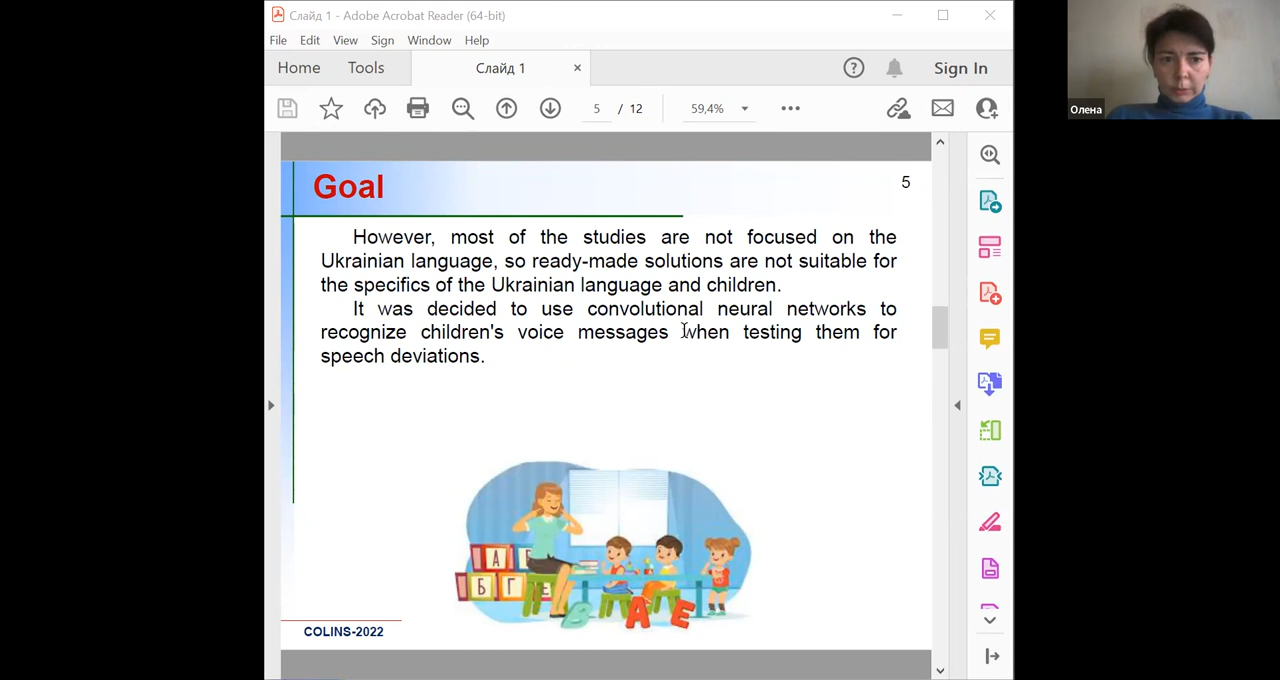 Слайд 1 - Adobe Acrobat Reader (64-bit)
File Edit View Sign Window Help
Home Tools Слайд 1 × Sign In
5 / 12 59,4%
Олена
Goal
5
However, most of the studies are not focused on the
Ukrainian language, so ready-made solutions are not suitable for
the specifics of the Ukrainian language and children.
It was decided to use convolutional neural networks to
recognize children's voice messages when testing them for
speech deviations.
А Б
Б Г Е
В А Е
COLINS-2022